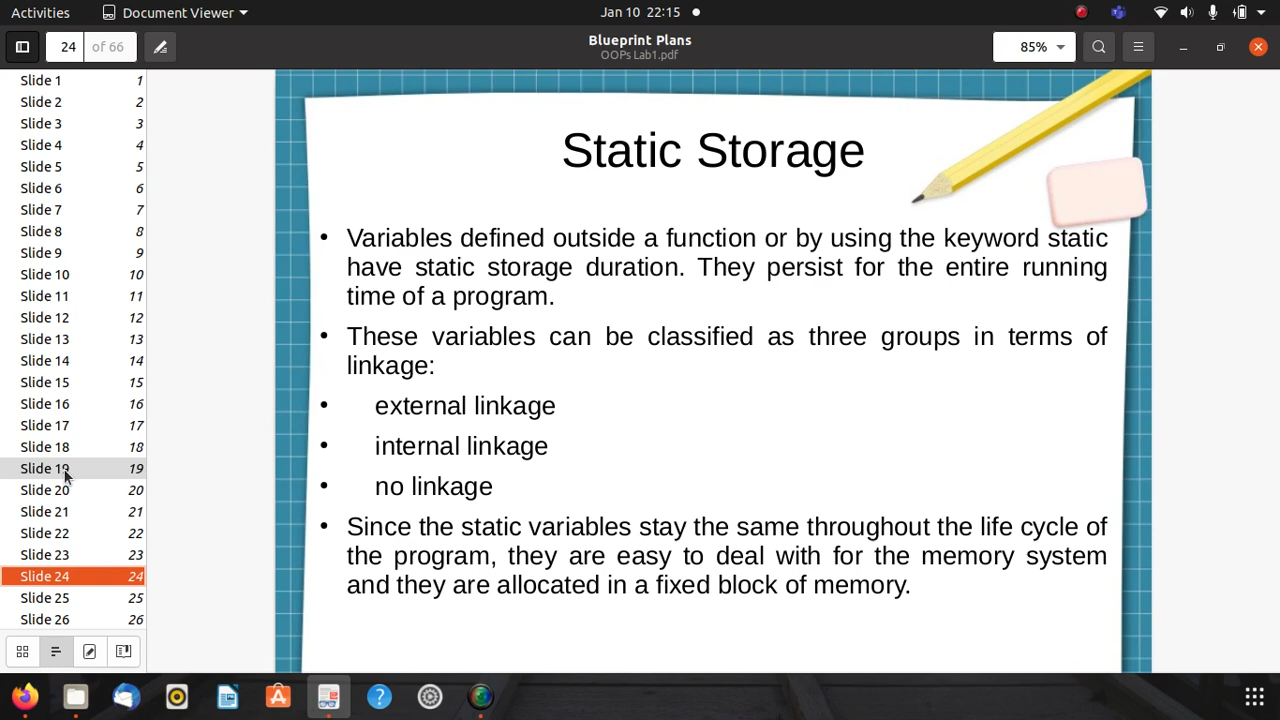 Activities
Document Viewer
Jan 10 22:15
24
of 66
Blueprint Plans
OOPs Lab1.pdf
85%
Slide 1 1
Slide 2 2
Slide 3 3
Slide 4 4
Slide 5 5
Slide 6 6
Slide 7 7
Slide 8 8
Slide 9 9
Slide 10 10
Slide 11 11
Slide 12 12
Slide 13 13
Slide 14 14
Slide 15 15
Slide 16 16
Slide 17 17
Slide 18 18
Slide 19 19
Slide 20 20
Slide 21 21
Slide 22 22
Slide 23 23
Slide 24 24
Slide 25 25
Slide 26 26
Static Storage
• Variables defined outside a function or by using the keyword static
have static storage duration. They persist for the entire running
time of a program.
• These variables can be classified as three groups in terms of
linkage:
• external linkage
• internal linkage
• no linkage
• Since the static variables stay the same throughout the life cycle of
the program, they are easy to deal with for the memory system
and they are allocated in a fixed block of memory.